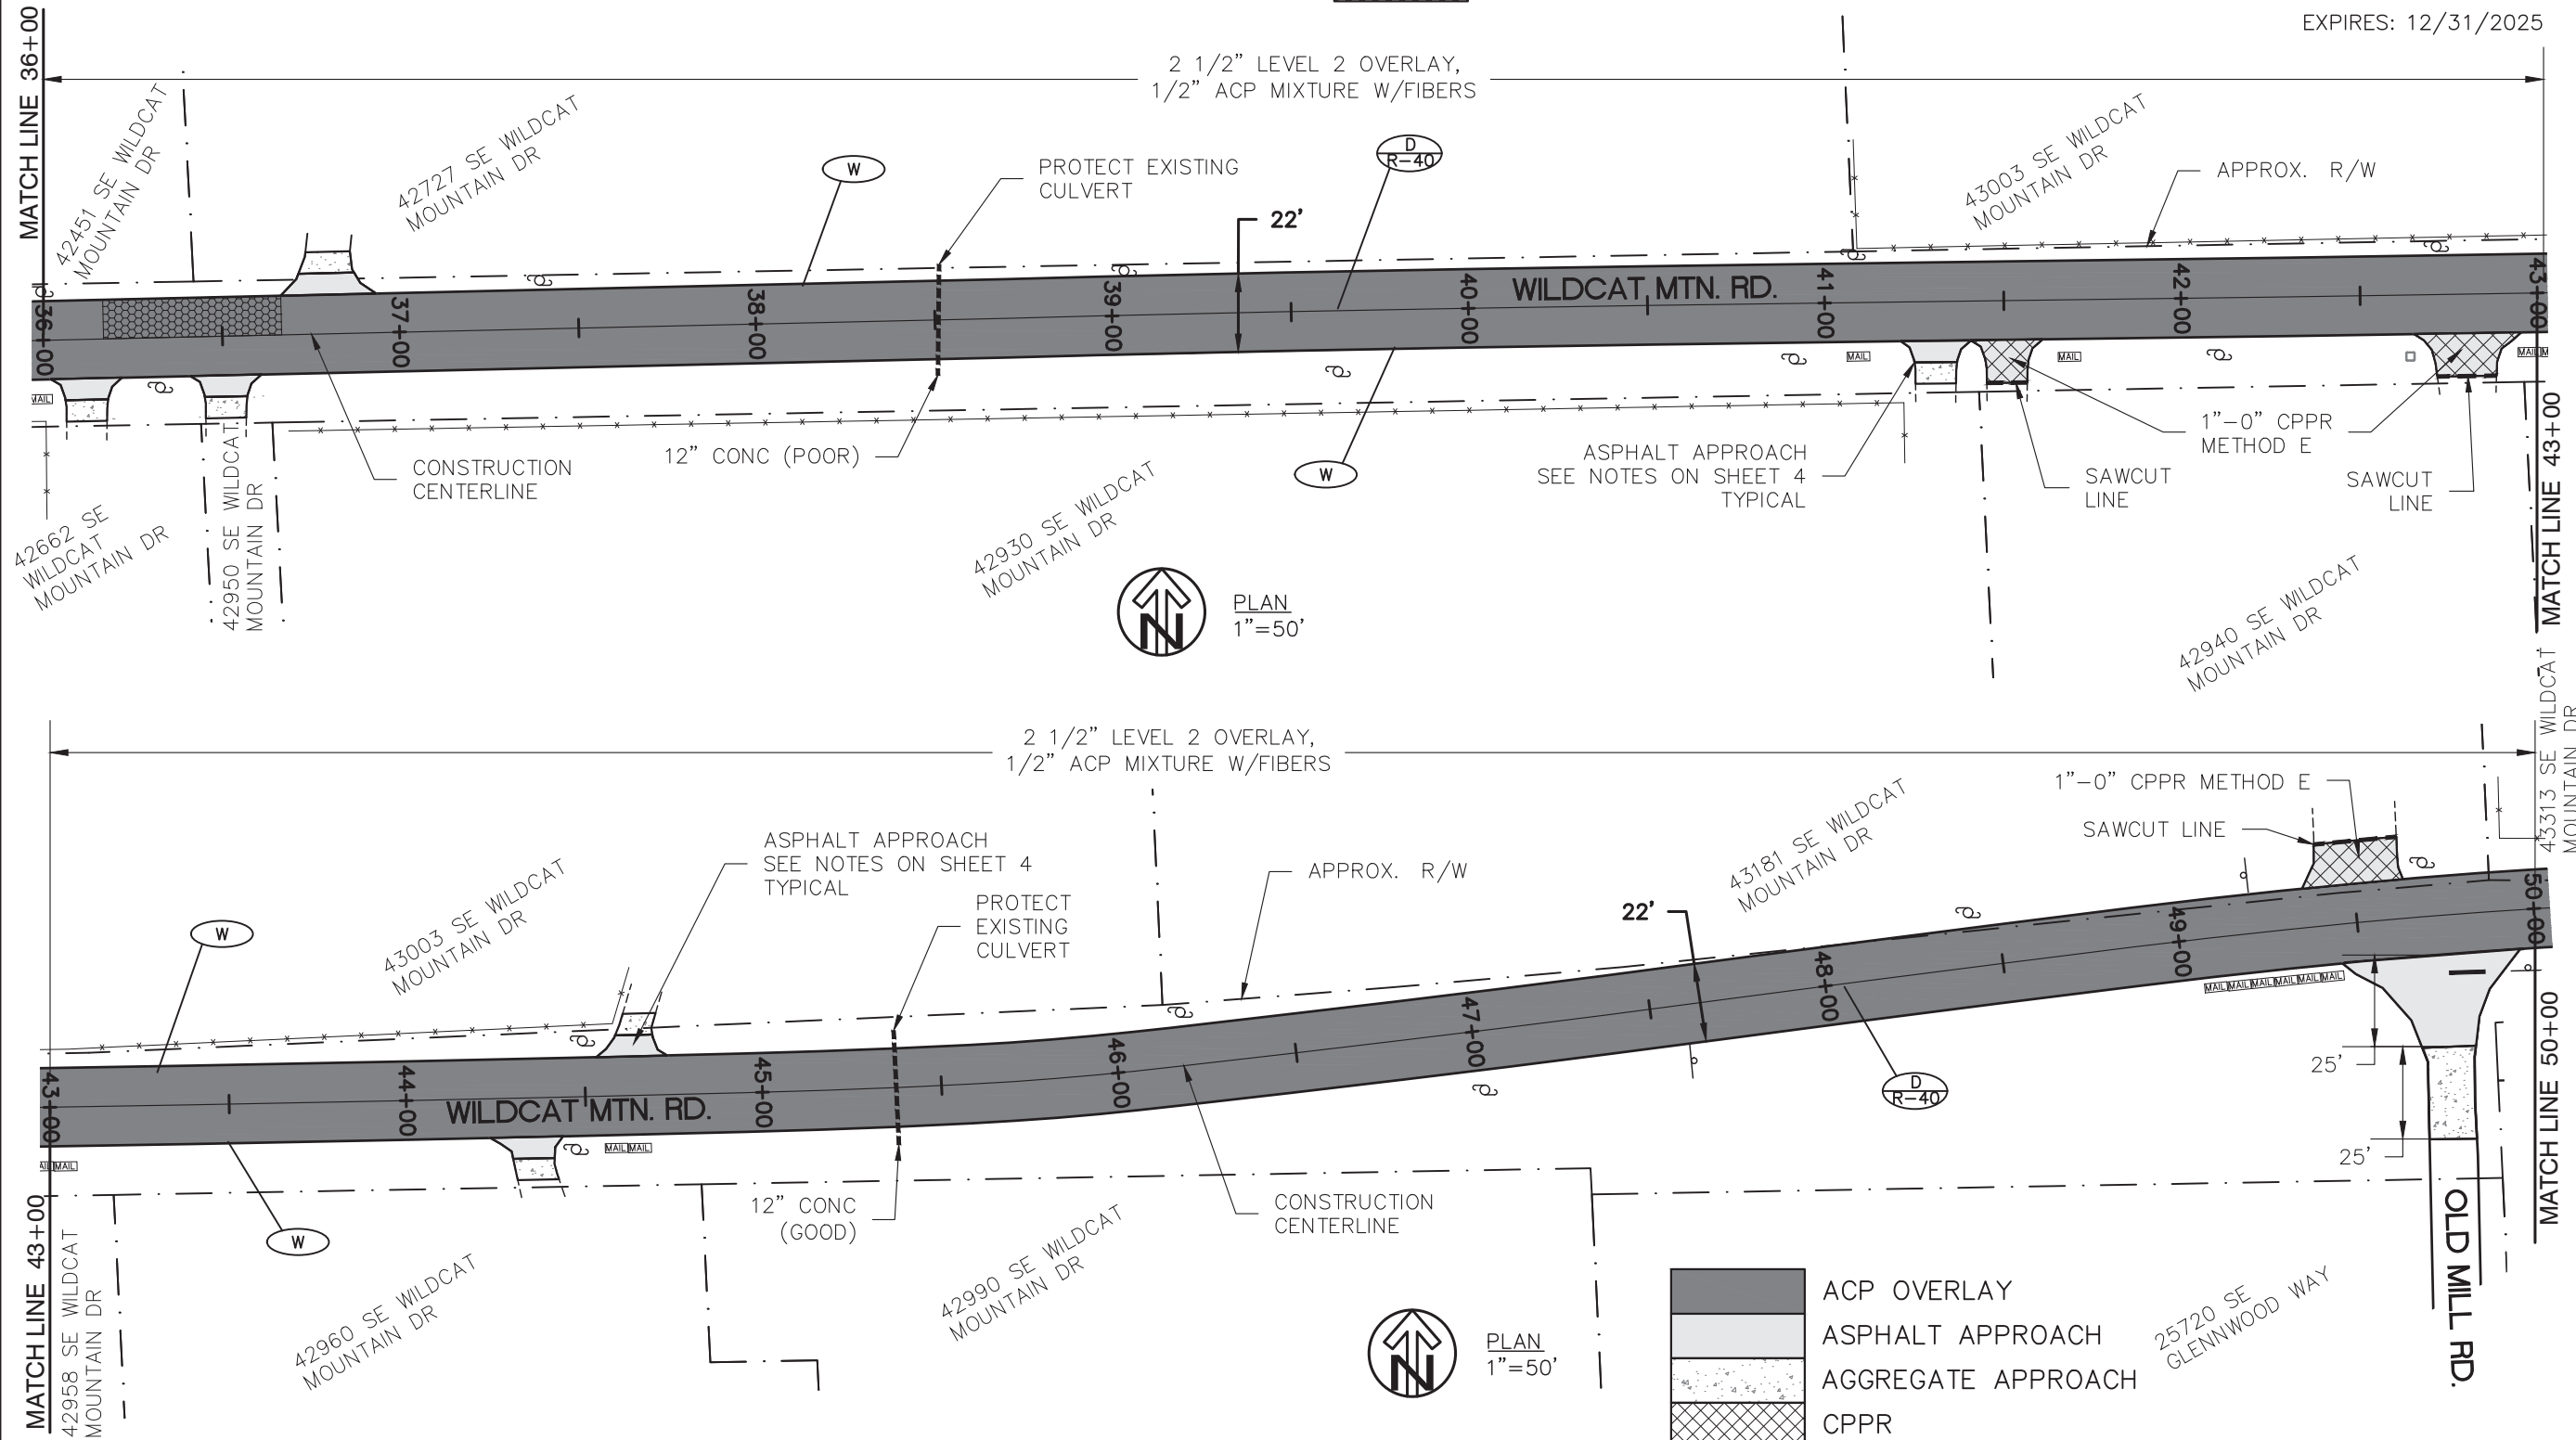 EXPIRES: 12/31/2025
MATCH LINE 36+00
2 1/2" LEVEL 2 OVERLAY,
1/2" ACP MIXTURE W/FIBERS
42451 SE WILDCAT
MOUNTAIN DR
42727 SE WILDCAT
MOUNTAIN DR
W
PROTECT EXISTING
CULVERT
D
R-40
22'
43003 SE WILDCAT
MOUNTAIN DR
APPROX. R/W
WILDCAT MTN. RD.
36+00
37+00
38+00
39+00
40+00
41+00
42+00
43+00
MAIL
MAIL
MAIL
MAIL
CONSTRUCTION
CENTERLINE
12" CONC (POOR)
W
ASPHALT APPROACH
SEE NOTES ON SHEET 4
TYPICAL
SAWCUT
LINE
1"-0" CPPR
METHOD E
SAWCUT
LINE
MATCH LINE 43+00
42662 SE
WILDCAT
MOUNTAIN DR
42950 SE WILDCAT
MOUNTAIN DR
42930 SE WILDCAT
MOUNTAIN DR
42940 SE WILDCAT
MOUNTAIN DR
N
PLAN
1"=50'
2 1/2" LEVEL 2 OVERLAY,
1/2" ACP MIXTURE W/FIBERS
43313 SE WILDCAT
MOUNTAIN DR
1"-0" CPPR METHOD E
SAWCUT LINE
43181 SE WILDCAT
MOUNTAIN DR
ASPHALT APPROACH
SEE NOTES ON SHEET 4
TYPICAL
APPROX. R/W
PROTECT
EXISTING
CULVERT
43003 SE WILDCAT
MOUNTAIN DR
W
22'
43+00
44+00
45+00
46+00
47+00
48+00
49+00
50+00
WILDCAT MTN. RD.
MAIL MAIL MAIL MAIL MAIL MAIL
MAIL
MAIL MAIL
D
R-40
25'
25'
MATCH LINE 50+00
MATCH LINE 43+00
42958 SE WILDCAT
MOUNTAIN DR
W
12" CONC
(GOOD)
CONSTRUCTION
CENTERLINE
42960 SE WILDCAT
MOUNTAIN DR
42990 SE WILDCAT
MOUNTAIN DR
N
PLAN
1"=50'
OLD MILL RD.
25720 SE
GLENNWOOD WAY
ACP OVERLAY
ASPHALT APPROACH
AGGREGATE APPROACH
CPPR